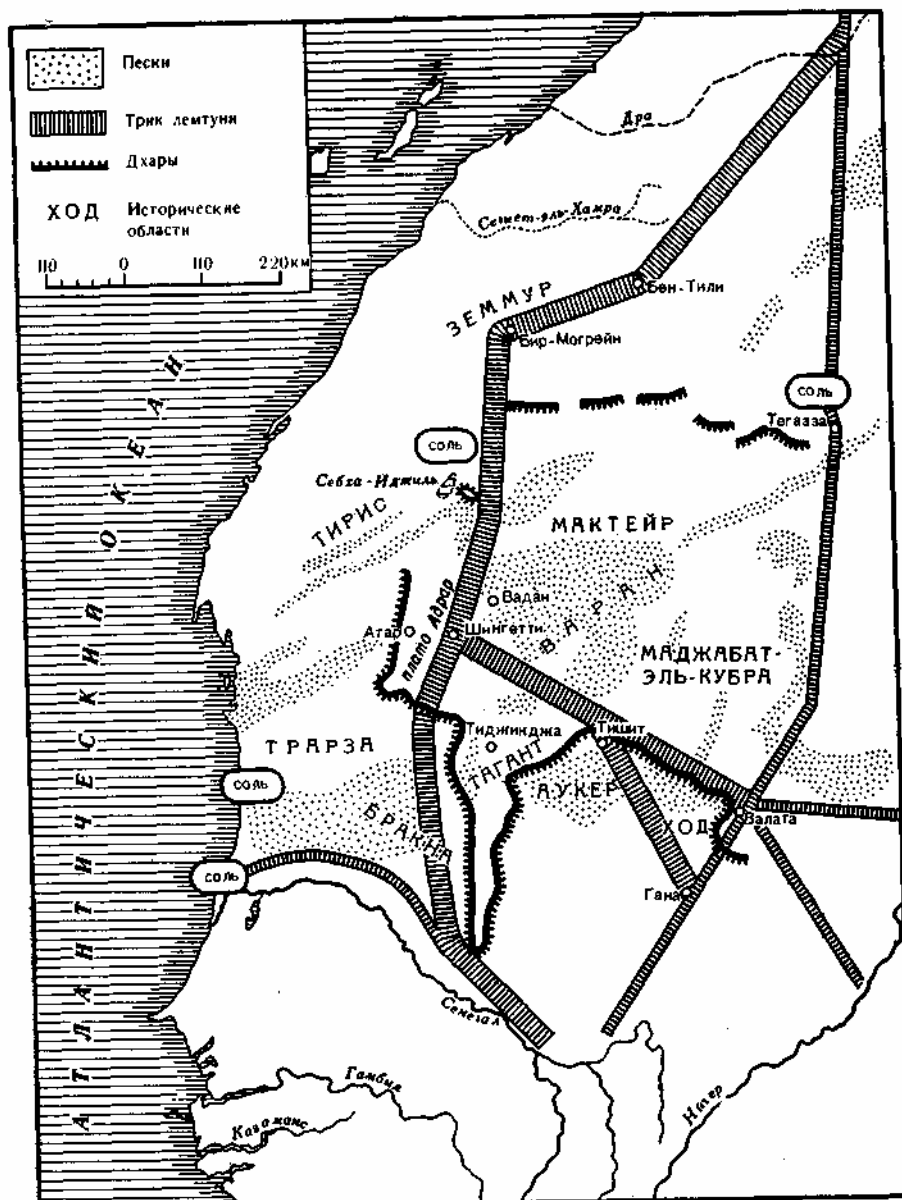 Пески
Трик лемтуни
Дхары
ХОД
Исторические
области
110 0 110 220 км
АТЛАНТИЧЕСКИЙ ОКЕАН
Дра
Сегиет-эль-Хамра
ЗЕММУР
Бен-Тили
Бир-Могрейн
соль
Тегазза
соль
Себха-Иджиль
ТИРИС
МАКТЕЙР
Вадан
ВАРАН
Атар
плато Адрар
Шингетти
МАДЖАБАТ-
ЭЛЬ-КУБРА
ТРАРЗА
Тиджикджа
Тишит
ТАГАНТ
соль
АУКЕР
БРАКНА
ХОД
Валата
соль
Гана
Сенегал
Гамбия
Казаманс
Нигер